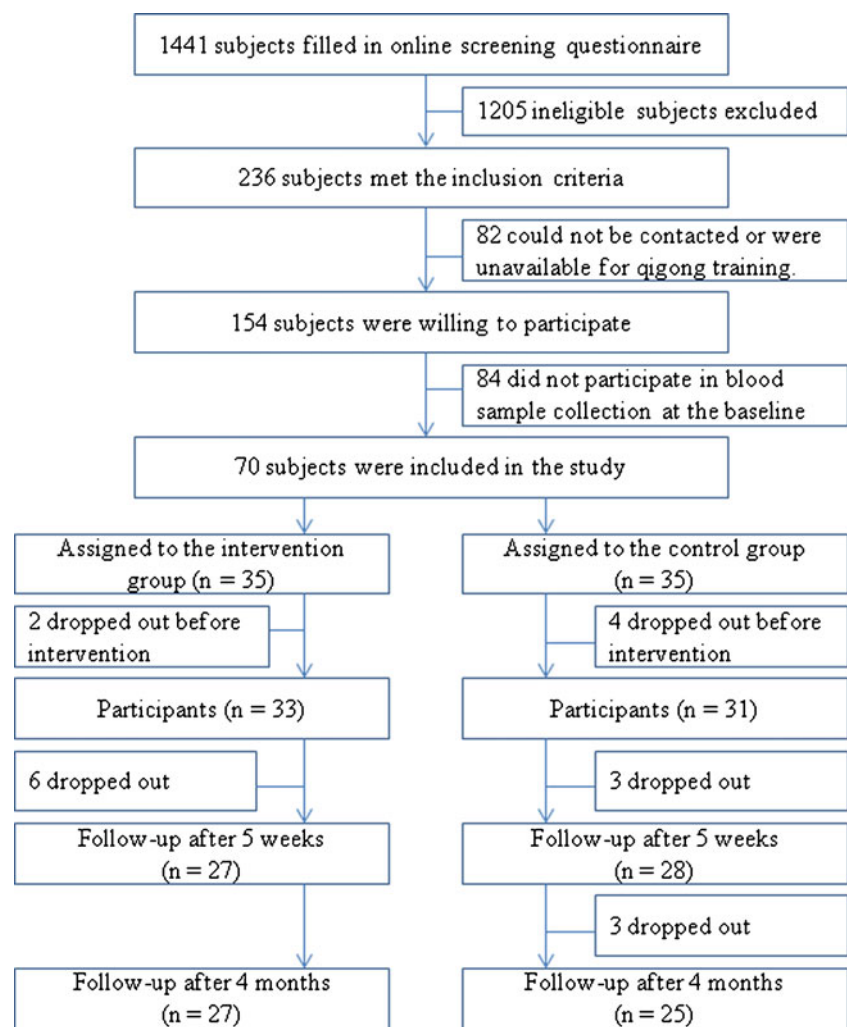 1441 subjects filled in online screening questionnaire
1205 ineligible subjects excluded
236 subjects met the inclusion criteria
82 could not be contacted or were
unavailable for qigong training.
154 subjects were willing to participate
84 did not participate in blood
sample collection at the baseline
70 subjects were included in the study
Assigned to the intervention
group (n = 35)
Assigned to the control group
(n = 35)
2 dropped out before
intervention
4 dropped out before
intervention
Participants (n = 33)
Participants (n = 31)
6 dropped out
3 dropped out
Follow-up after 5 weeks
(n = 27)
Follow-up after 5 weeks
(n = 28)
3 dropped out
Follow-up after 4 months
(n = 27)
Follow-up after 4 months
(n = 25)